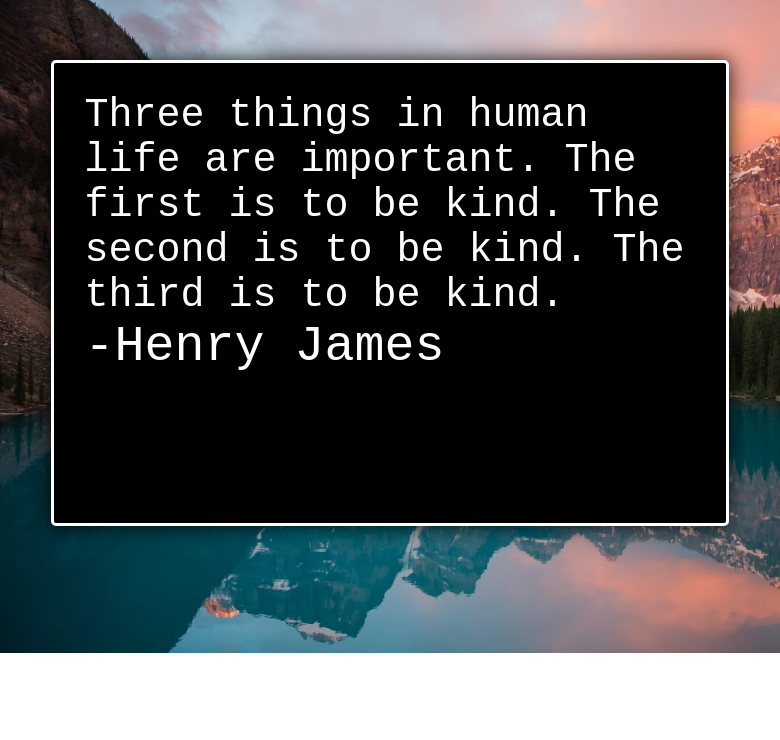 Three things in human
life are important. The
first is to be kind. The
second is to be kind. The
third is to be kind.
-Henry James